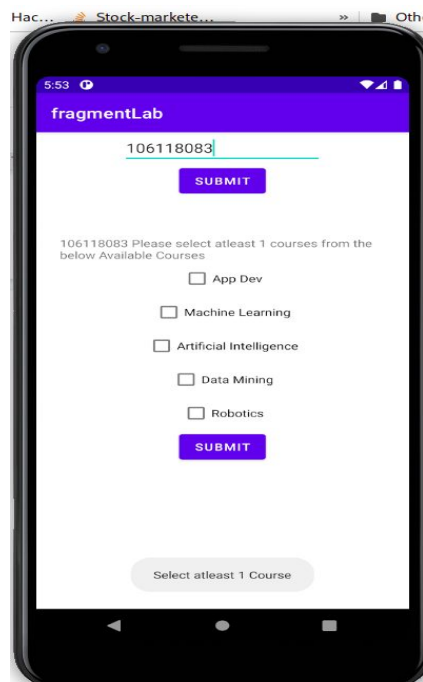 Hac... Stock-markete... » Oth
5:53
fragmentLab
106118083
SUBMIT
106118083 Please select atleast 1 courses from the
below Available Courses
App Dev
Machine Learning
Artificial Intelligence
Data Mining
Robotics
SUBMIT
Select atleast 1 Course